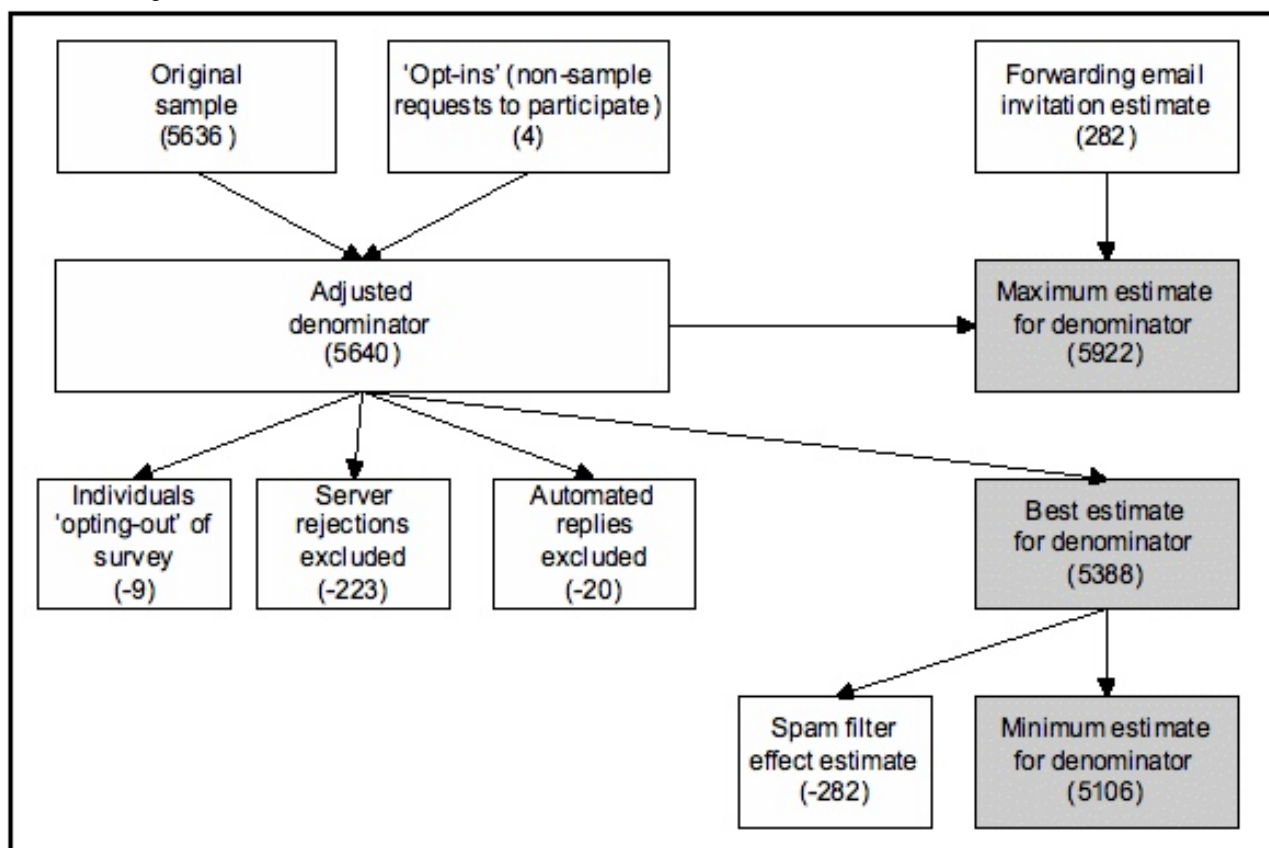 Original
sample
(5636)
'Opt-ins' (non-sample
requests to participate)
(4)
Forwarding email
invitation estimate
(282)
Adjusted
denominator
(5640)
Maximum estimate
for denominator
(5922)
Individuals
'opting-out' of
survey
(-9)
Server
rejections
excluded
(-223)
Automated
replies
excluded
(-20)
Best estimate
for denominator
(5388)
Spam filter
effect estimate
(-282)
Minimum estimate
for denominator
(5106)